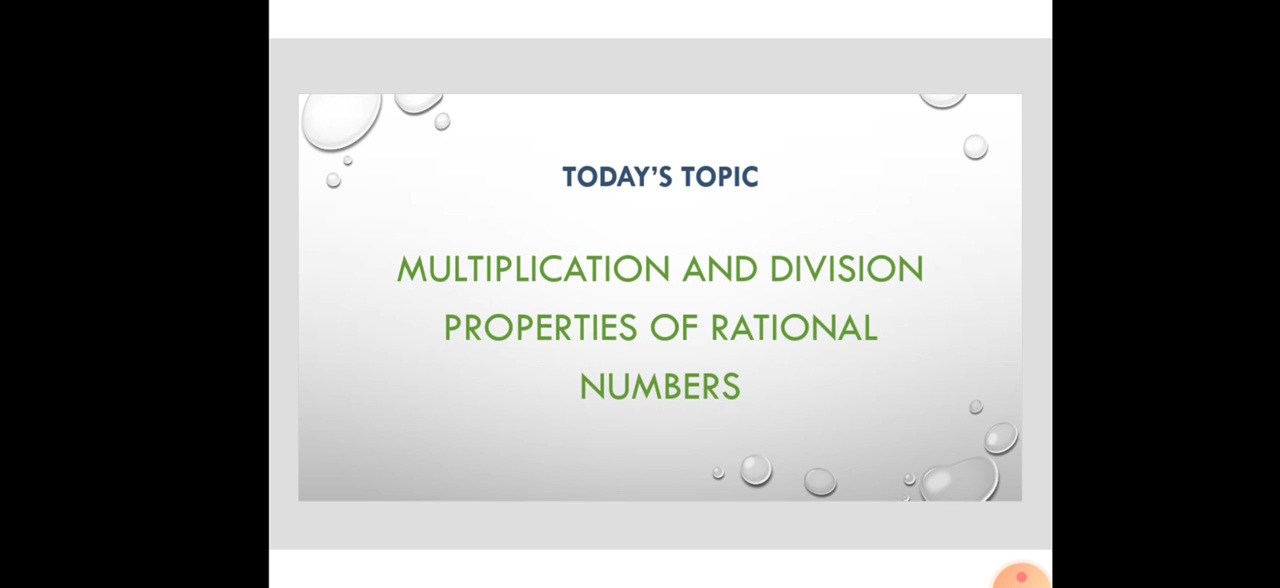 TODAY'S TOPIC
MULTIPLICATION AND DIVISION
PROPERTIES OF RATIONAL
NUMBERS